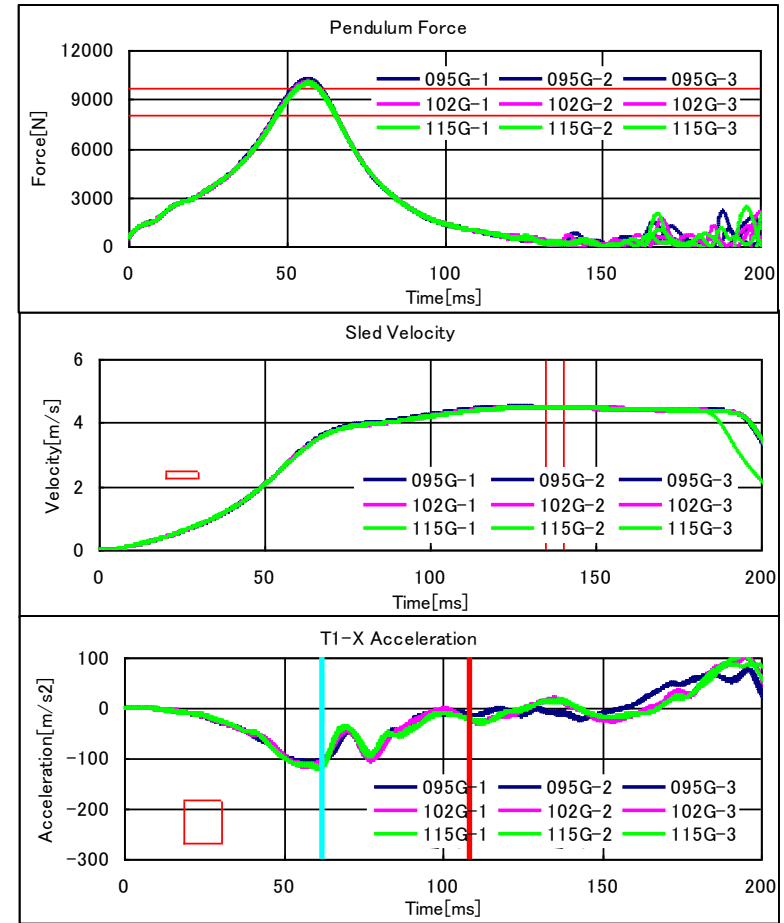 Pendulum Force
12000
9000
6000
3000
0
Force[N]
095G-1 095G-2 095G-3
102G-1 102G-2 102G-3
115G-1 115G-2 115G-3
0 50 100 150 200
Time[ms]
Sled Velocity
6
4
2
0
Velocity[m/s]
095G-1 095G-2 095G-3
102G-1 102G-2 102G-3
115G-1 115G-2 115G-3
0 50 100 150 200
Time[ms]
T1-X Acceleration
100
0
-100
-200
-300
Acceleration[m/s2]
095G-1 095G-2 095G-3
102G-1 102G-2 102G-3
115G-1 115G-2 115G-3
0 50 100 150 200
Time[ms]